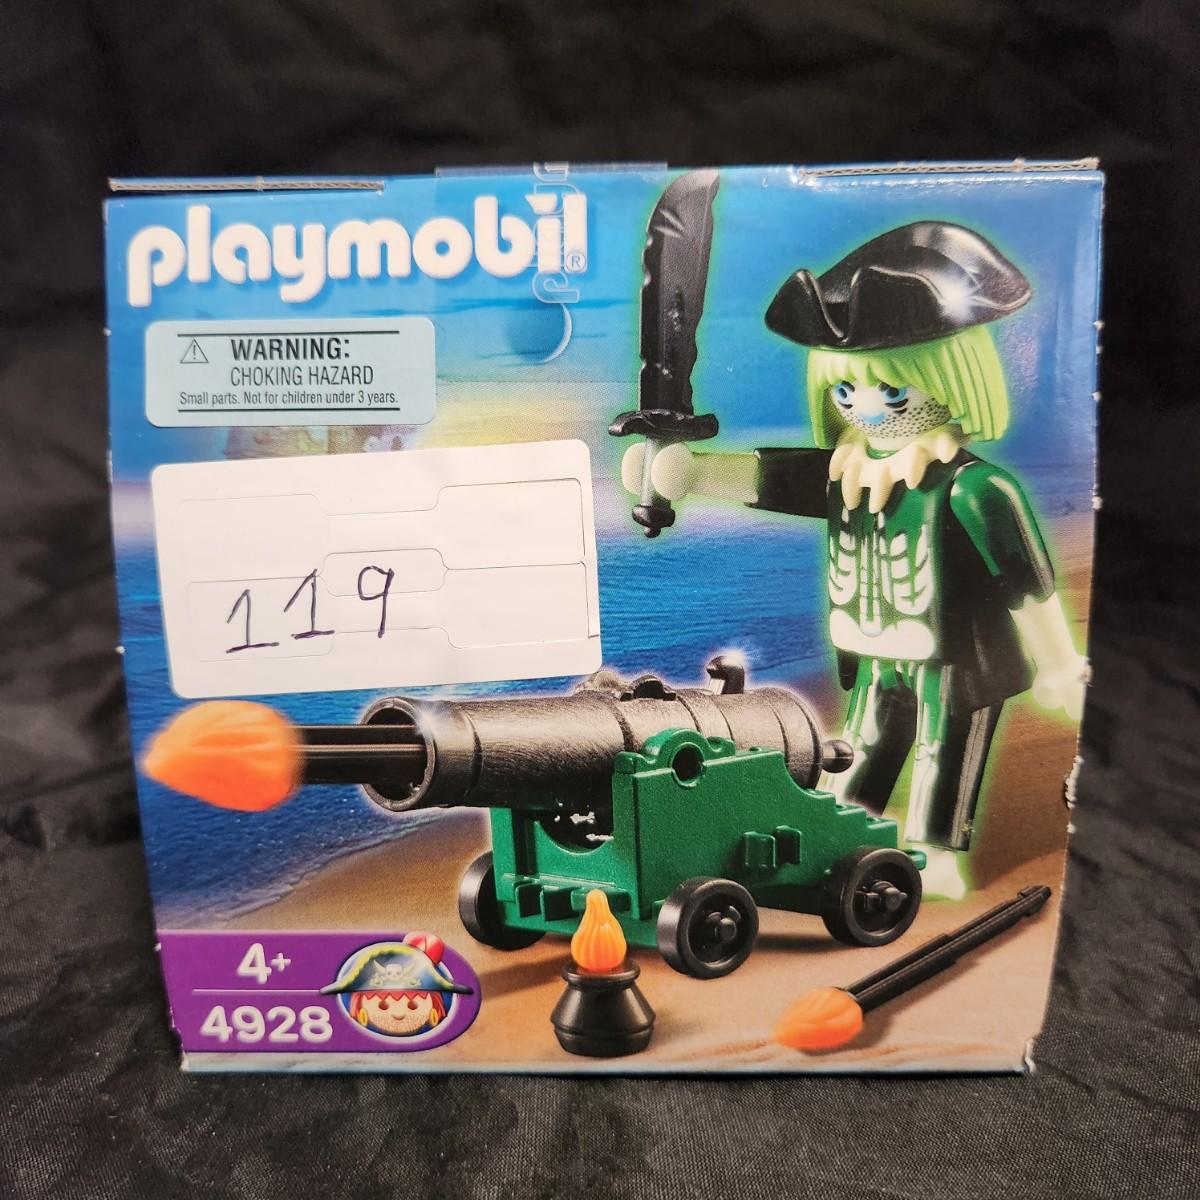 playmobil®
WARNING:
CHOKING HAZARD
Small parts. Not for children under 3 years.
119
4+
4928